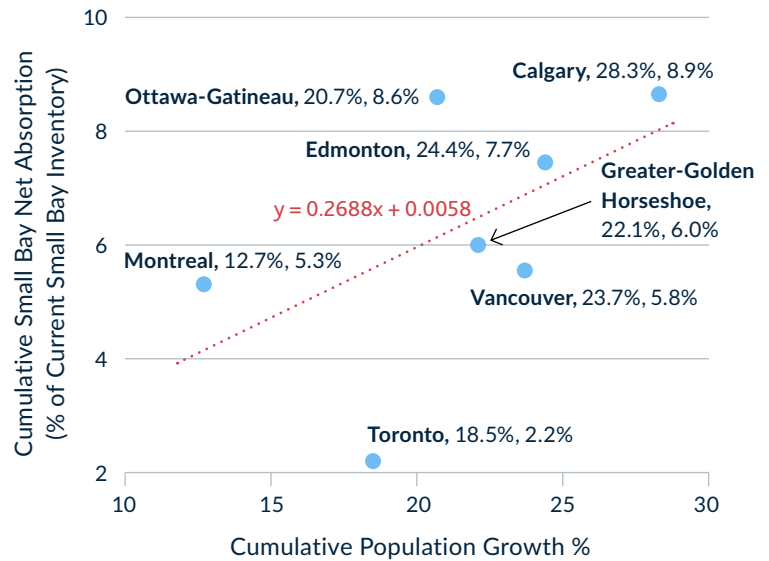 Cumulative Small Bay Net Absorption
(% of Current Small Bay Inventory)
10
8
6
4
2
Calgary, 28.3%, 8.9%
Ottawa-Gatineau, 20.7%, 8.6%
Edmonton, 24.4%, 7.7%
Greater-Golden
Horseshoe,
22.1%, 6.0%
y = 0.2688x + 0.0058
Montreal, 12.7%, 5.3%
Vancouver, 23.7%, 5.8%
Toronto, 18.5%, 2.2%
10 15 20 25 30
Cumulative Population Growth %